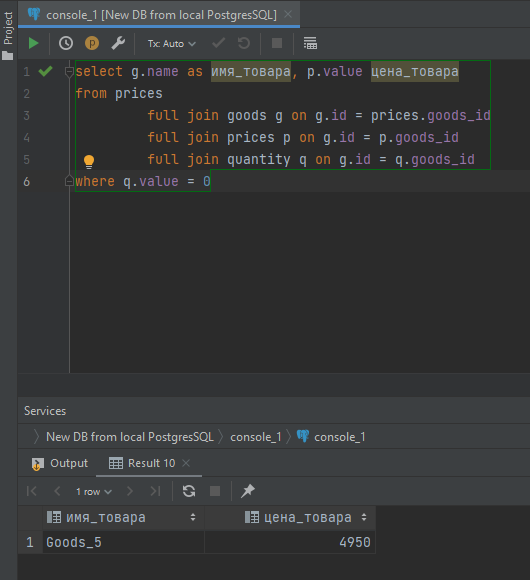 Project
console_1 [New DB from local PostgresSQL]
Tx: Auto
1 select g.name as имя_товара, p.value цена_товара
2 from prices
3 full join goods g on g.id = prices.goods_id
4 full join prices p on g.id = p.goods_id
5 full join quantity q on g.id = q.goods_id
6 where q.value = 0
Services
New DB from local PostgresSQL console_1 console_1
Output Result 10
1 row
имя_товара цена_товара
1 Goods_5 4950